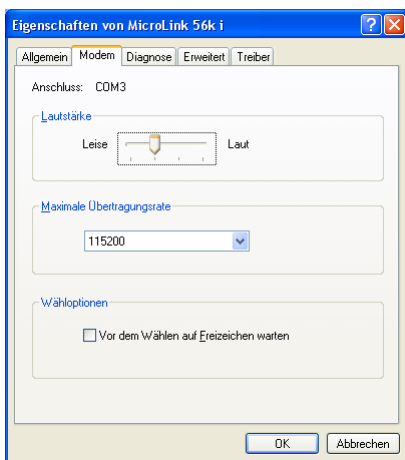 Eigenschaften von MicroLink 56k i
Allgemein Modem Diagnose Erweitert Treiber
Anschluss: COM3
Lautstärke
Leise Laut
Maximale Übertragungsrate
115200
Wähloptionen
Vor dem Wählen auf Freizeichen warten
OK Abbrechen